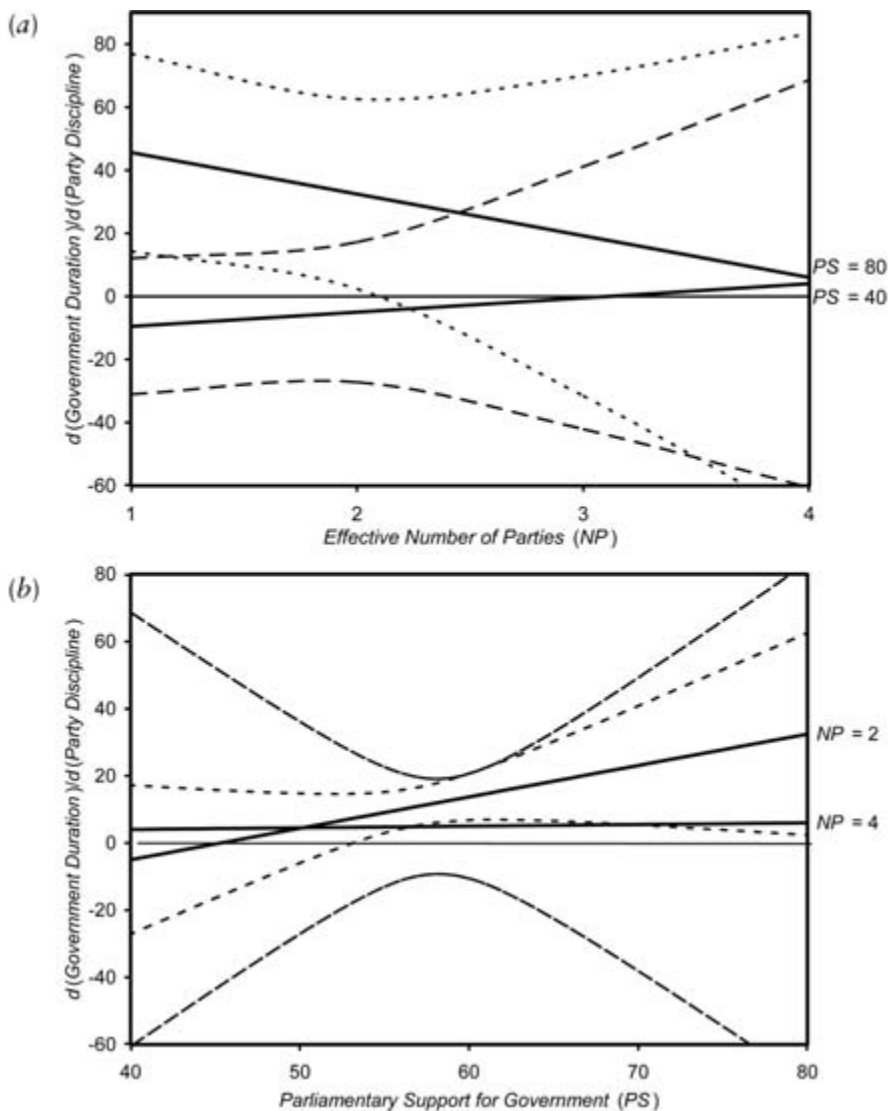 (a)
d(Government Duration)/d(Party Discipline)
80
60
40
20
0
-20
-40
-60
PS = 80
PS = 40
1 2 3 4
Effective Number of Parties (NP)
(b)
d(Government Duration)/d(Party Discipline)
80
60
40
20
0
-20
-40
-60
NP = 2
NP = 4
40 50 60 70 80
Parliamentary Support for Government (PS)